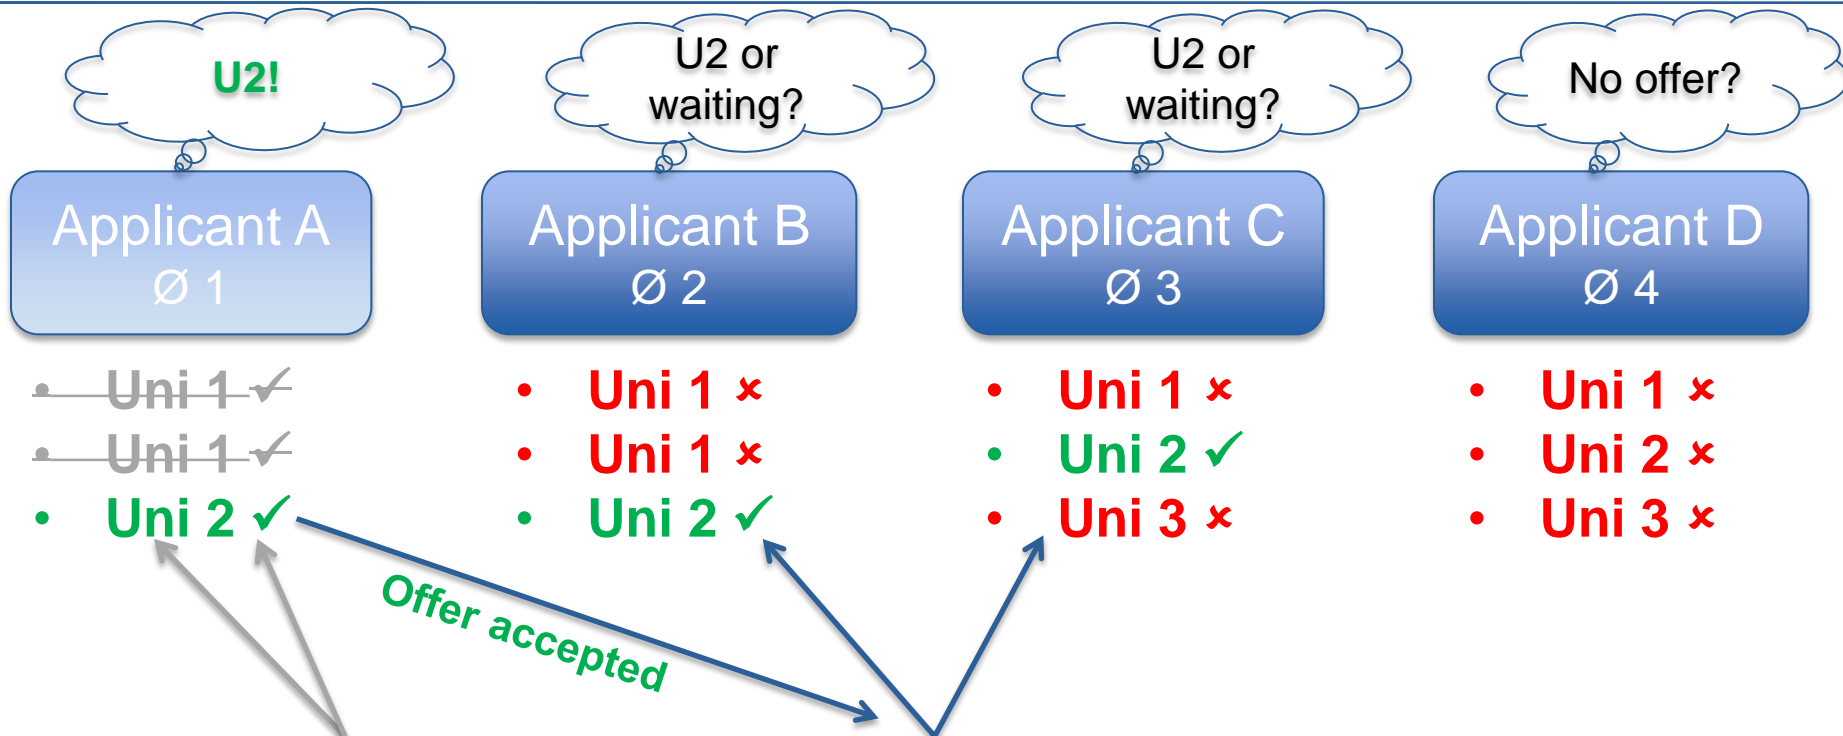 U2!
U2 or
waiting?
U2 or
waiting?
No offer?
Applicant A
Ø 1
Applicant B
Ø 2
Applicant C
Ø 3
Applicant D
Ø 4
• Uni 1 ✓
• Uni 1 ✓
• Uni 2 ✓
• Uni 1 ✗
• Uni 1 ✗
• Uni 2 ✓
• Uni 1 ✗
• Uni 2 ✓
• Uni 3 ✗
• Uni 1 ✗
• Uni 2 ✗
• Uni 3 ✗
Offer accepted